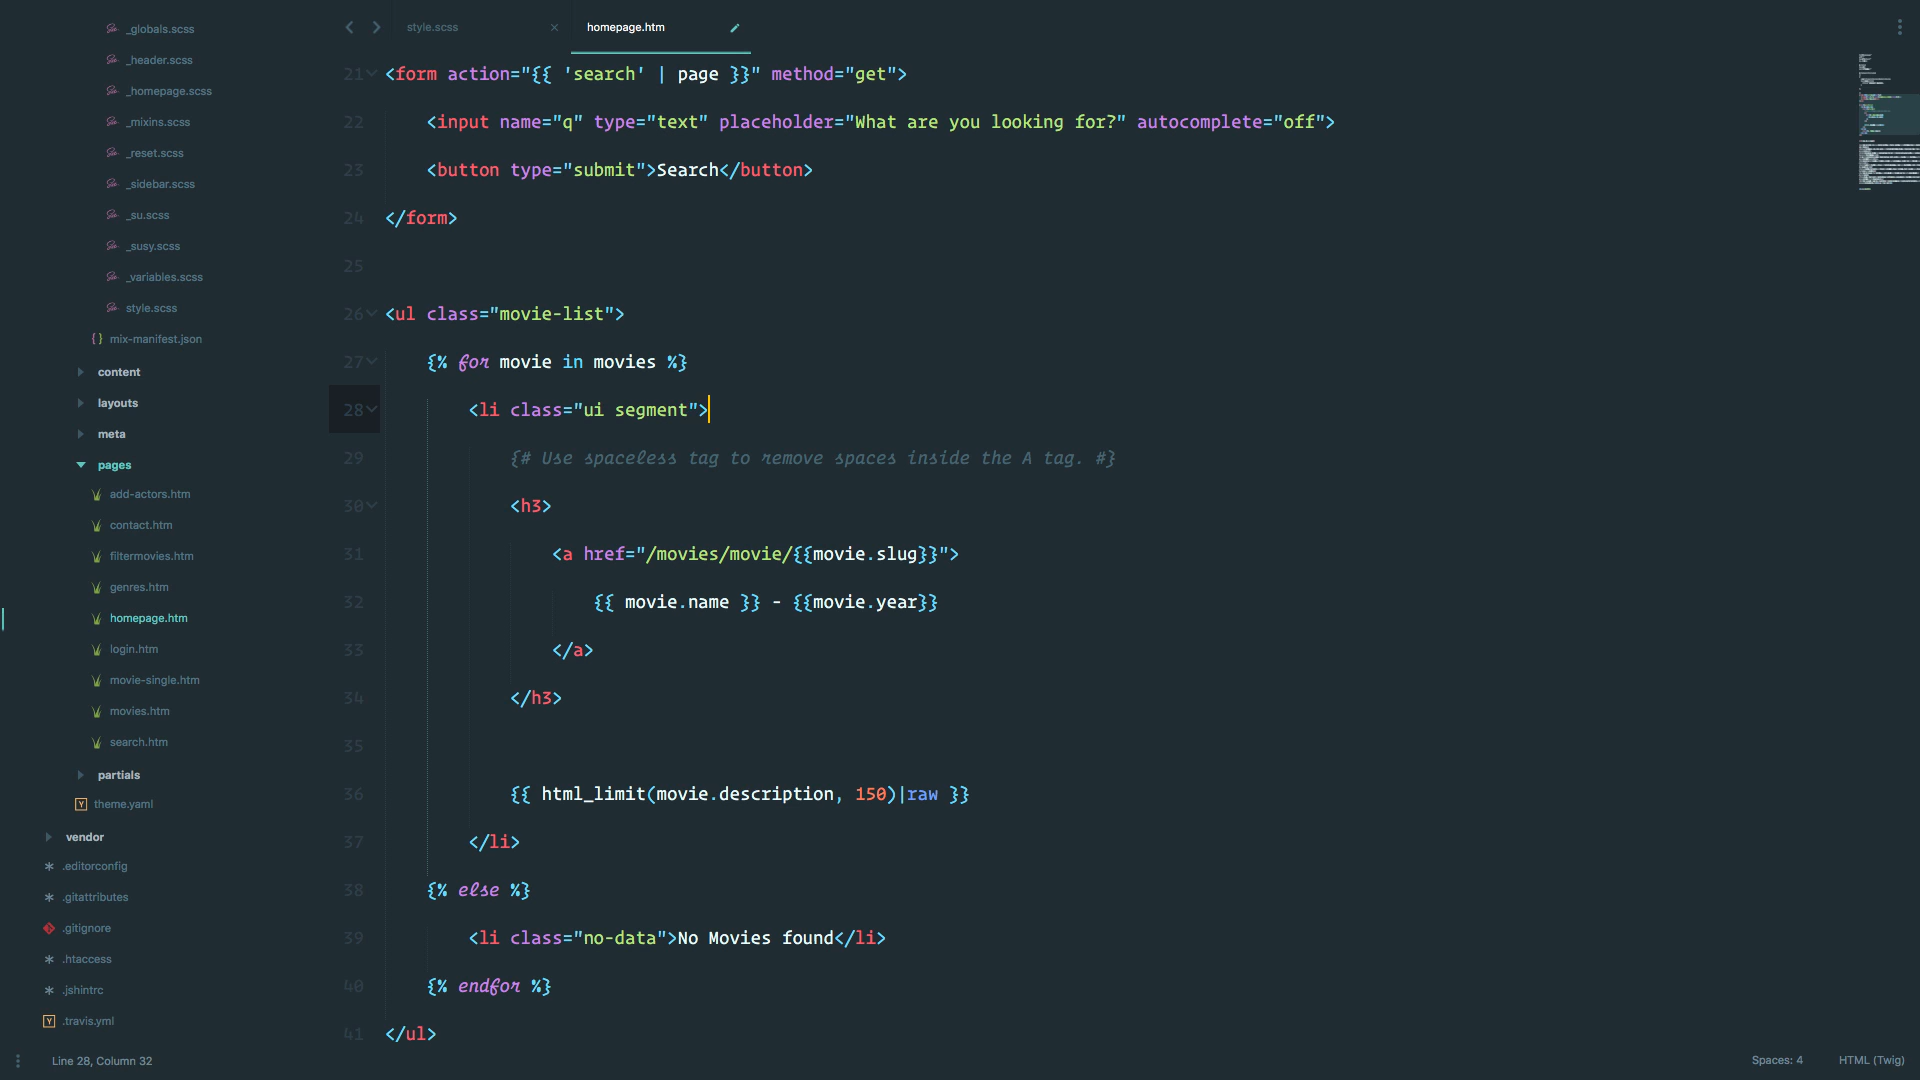 _globals.scss
_header.scss
_homepage.scss
_mixins.scss
_reset.scss
_sidebar.scss
_su.scss
_susy.scss
_variables.scss
style.scss
{ } mix-manifest.json
content
layouts
meta
pages
add-actors.htm
contact.htm
filtermovies.htm
genres.htm
homepage.htm
login.htm
movie-single.htm
movies.htm
search.htm
partials
Y theme.yaml
vendor
.editorconfig
.gitattributes
.gitignore
.htaccess
.jshintrc
Y .travis.yml
style.scss
homepage.htm
21 <form action="{{ 'search' | page }}" method="get">
22 <input name="q" type="text" placeholder="What are you looking for?" autocomplete="off">
23 <button type="submit">Search</button>
24 </form>
25
26 <ul class="movie-list">
27 {% for movie in movies %}
28 <li class="ui segment">
29 {# Use spaceless tag to remove spaces inside the A tag. #}
30 <h3>
31 <a href="/movies/movie/{{movie.slug}}">
32 {{ movie.name }} - {{movie.year}}
33 </a>
34 </h3>
35
36 {{ html_limit(movie.description, 150)|raw }}
37 </li>
38 {% else %}
39 <li class="no-data">No Movies found</li>
40 {% endfor %}
41 </ul>
Line 28, Column 32
Spaces: 4
HTML (Twig)